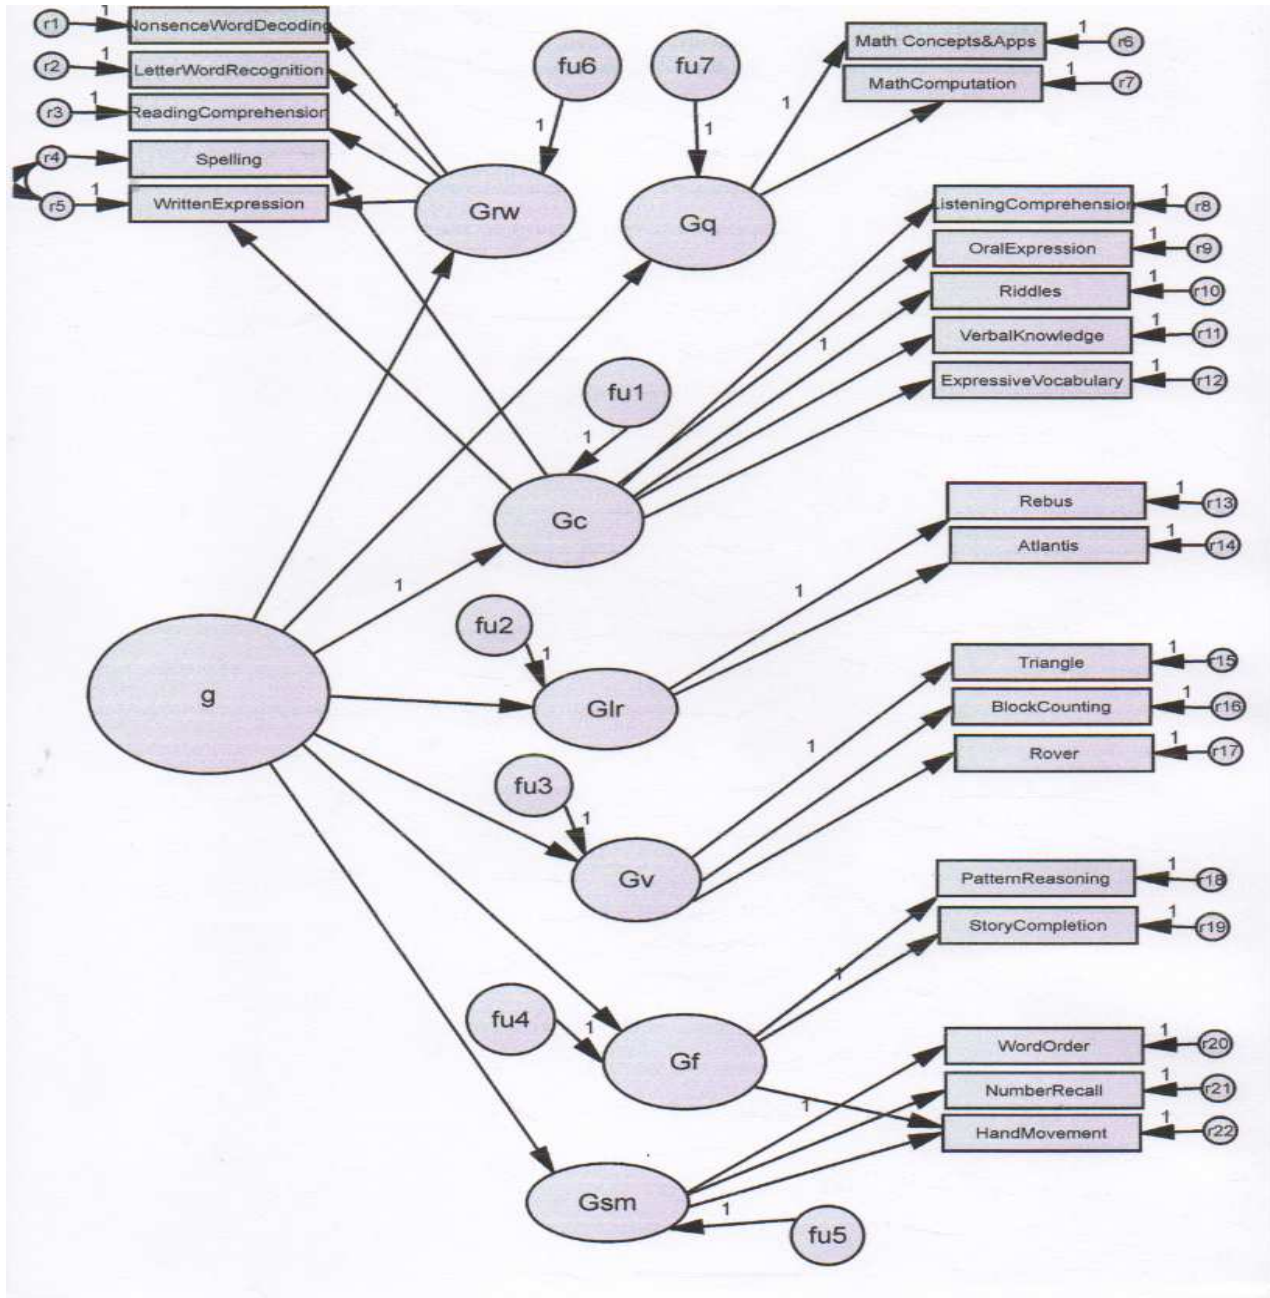 r1 1 NonsenceWordDecoding
r2 1 LetterWordRecognition
r3 1 ReadingComprehension
r4 Spelling
r5 1 WrittenExpression
1
fu6
1
Grw
fu7
1
Gq
1
Math Concepts&Apps 1 r6
MathComputation 1 r7
ListeningComprehension 1 r8
OralExpression 1 r9
Riddles 1 r10
1
VerbalKnowledge 1 r11
ExpressiveVocabulary 1 r12
fu1
1
Gc
1
Rebus 1 r13
Atlantis 1 r14
1
fu2
1
Glr
g
Triangle 1 r15
BlockCounting 1 r16
Rover 1 r17
1
fu3
1
Gv
PatternReasoning 1 r18
StoryCompletion 1 r19
1
fu4
1
Gf
WordOrder 1 r20
NumberRecall 1 r21
1
HandMovement 1 r22
Gsm
1
fu5